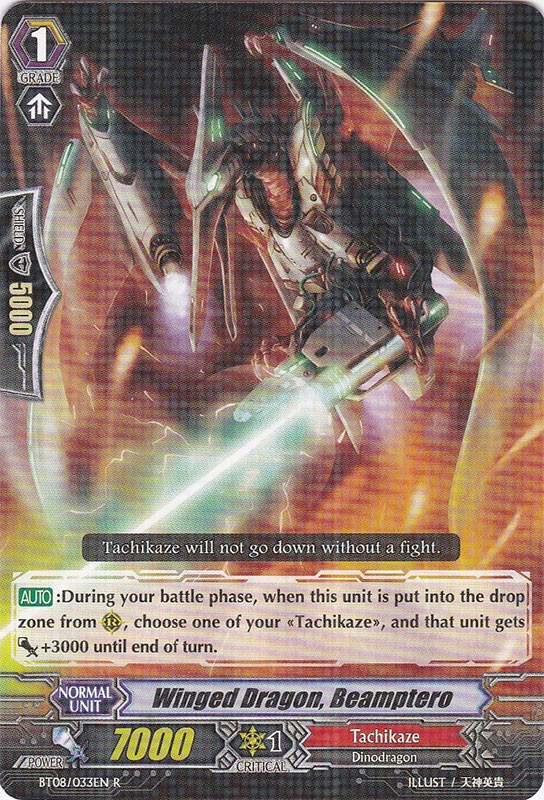 1
GRADE
SHIELD
5000
Tachikaze will not go down without a fight.
AUTO :During your battle phase, when this unit is put into the drop
zone from R, choose one of your «Tachikaze», and that unit gets
+3000 until end of turn.
NORMAL
UNIT
Winged Dragon, Beamptero
POWER
7000
1
CRITICAL
Tachikaze
Dinodragon
BT08/033EN R
ILLUST / 天神英貴